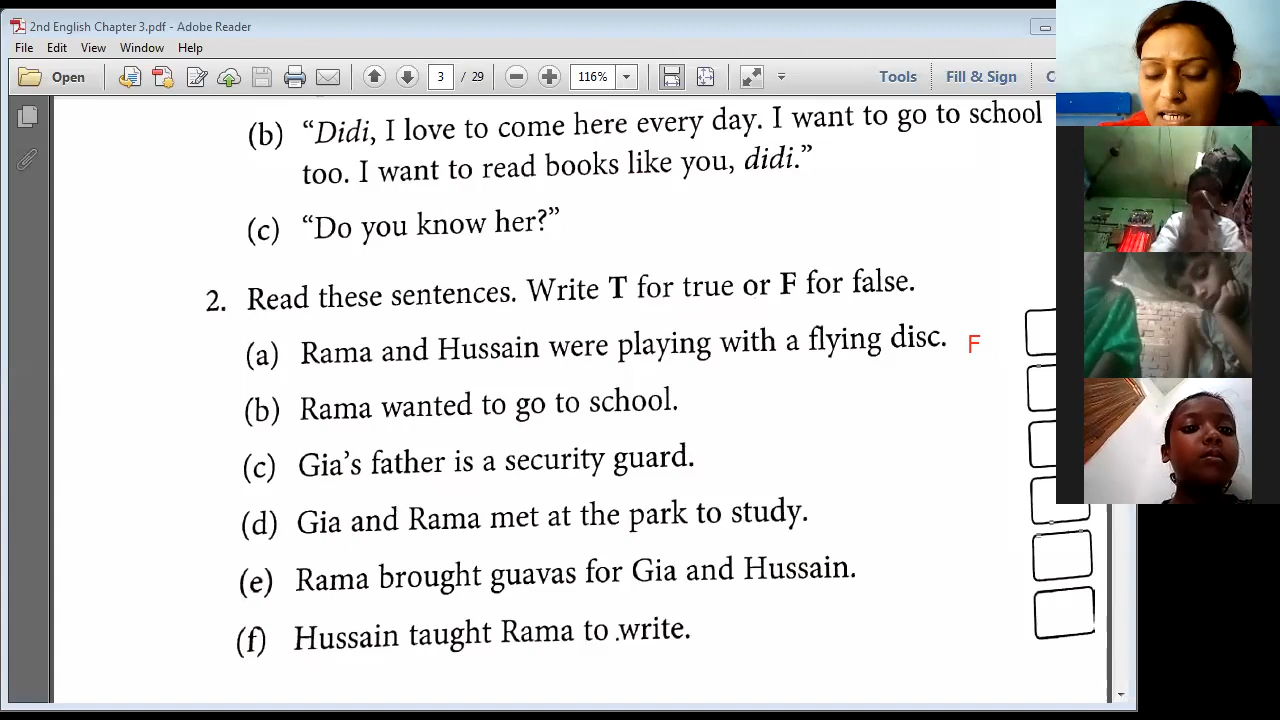 2nd English Chapter 3.pdf - Adobe Reader
File Edit View Window Help
Open 3 / 29 116% Tools Fill & Sign C
(b) “Didi, I love to come here every day. I want to go to school
too. I want to read books like you, didi.”
(c) “Do you know her?”
2. Read these sentences. Write T for true or F for false.
(a) Rama and Hussain were playing with a flying disc. F
(b) Rama wanted to go to school.
(c) Gia’s father is a security guard.
(d) Gia and Rama met at the park to study.
(e) Rama brought guavas for Gia and Hussain.
(f) Hussain taught Rama to .write.